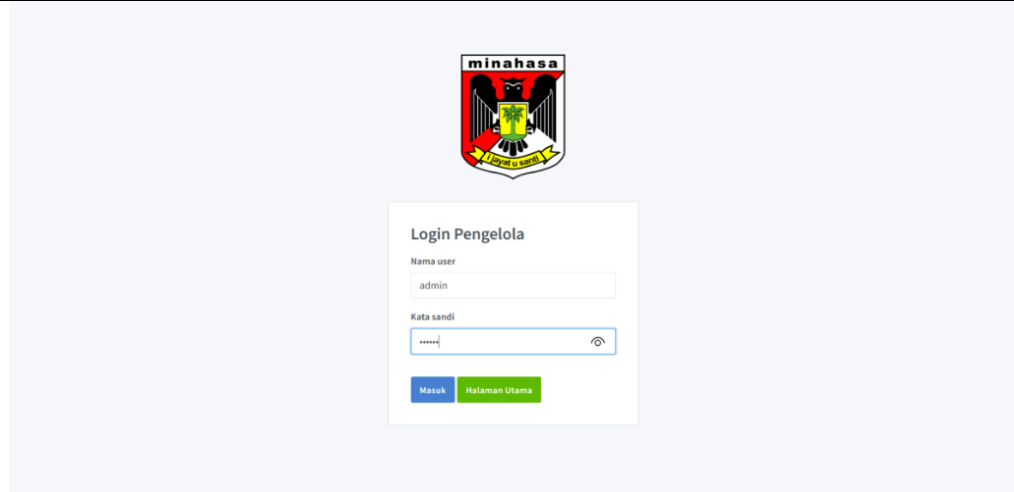 minahasa
i jayat u santi
Login Pengelola
Nama user
admin
Kata sandi
••••••
Masuk Halaman Utama